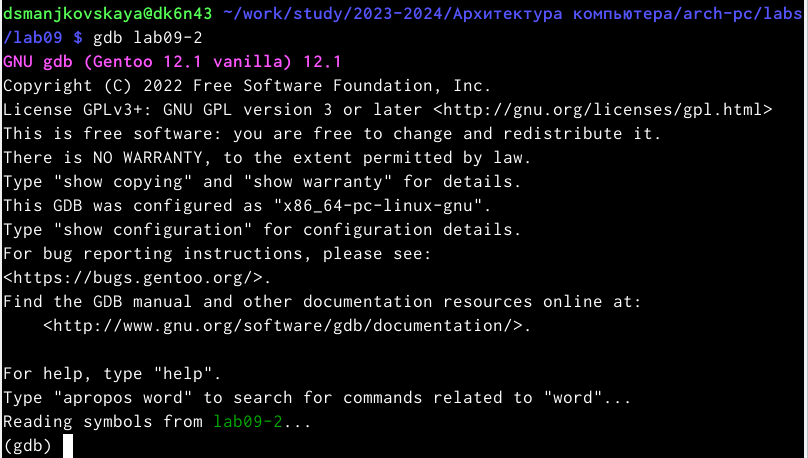 dsmanjkovskaya@dk6n43 ~/work/study/2023-2024/Архитектура компьютера/arch-pc/labs
/lab09 $ gdb lab09-2
GNU gdb (Gentoo 12.1 vanilla) 12.1
Copyright (C) 2022 Free Software Foundation, Inc.
License GPLv3+: GNU GPL version 3 or later <http://gnu.org/licenses/gpl.html>
This is free software: you are free to change and redistribute it.
There is NO WARRANTY, to the extent permitted by law.
Type "show copying" and "show warranty" for details.
This GDB was configured as "x86_64-pc-linux-gnu".
Type "show configuration" for configuration details.
For bug reporting instructions, please see:
<https://bugs.gentoo.org/>.
Find the GDB manual and other documentation resources online at:
    <http://www.gnu.org/software/gdb/documentation/>.

For help, type "help".
Type "apropos word" to search for commands related to "word"...
Reading symbols from lab09-2...
(gdb)